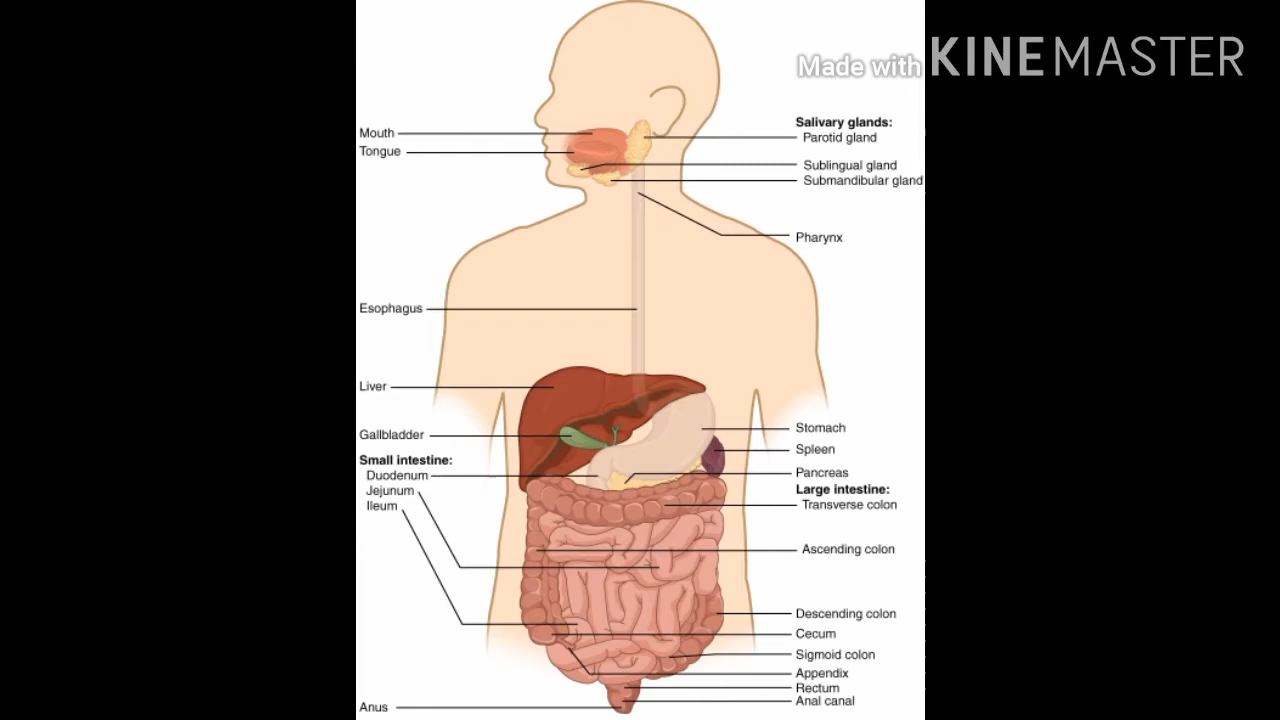 Made with KINEMASTER
Mouth
Tongue
Esophagus
Liver
Gallbladder
Small intestine:
Duodenum
Jejunum
Ileum
Anus
Salivary glands:
Parotid gland
Sublingual gland
Submandibular gland
Pharynx
Stomach
Spleen
Pancreas
Large intestine:
Transverse colon
Ascending colon
Descending colon
Cecum
Sigmoid colon
Appendix
Rectum
Anal canal